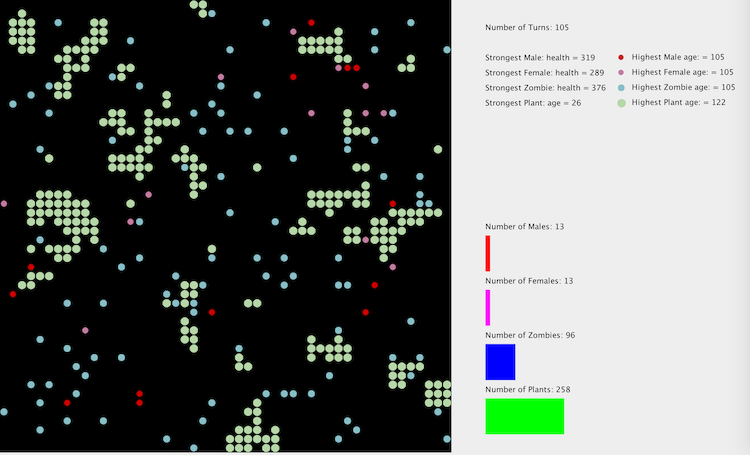 Number of Turns: 105
Strongest Male: health = 319
Highest Male age: = 105
Strongest Female: health = 289
Highest Female age: = 105
Strongest Zombie: health = 376
Highest Zombie age: = 105
Strongest Plant: age = 26
Highest Plant age: = 122
Number of Males: 13
Number of Females: 13
Number of Zombies: 96
Number of Plants: 258